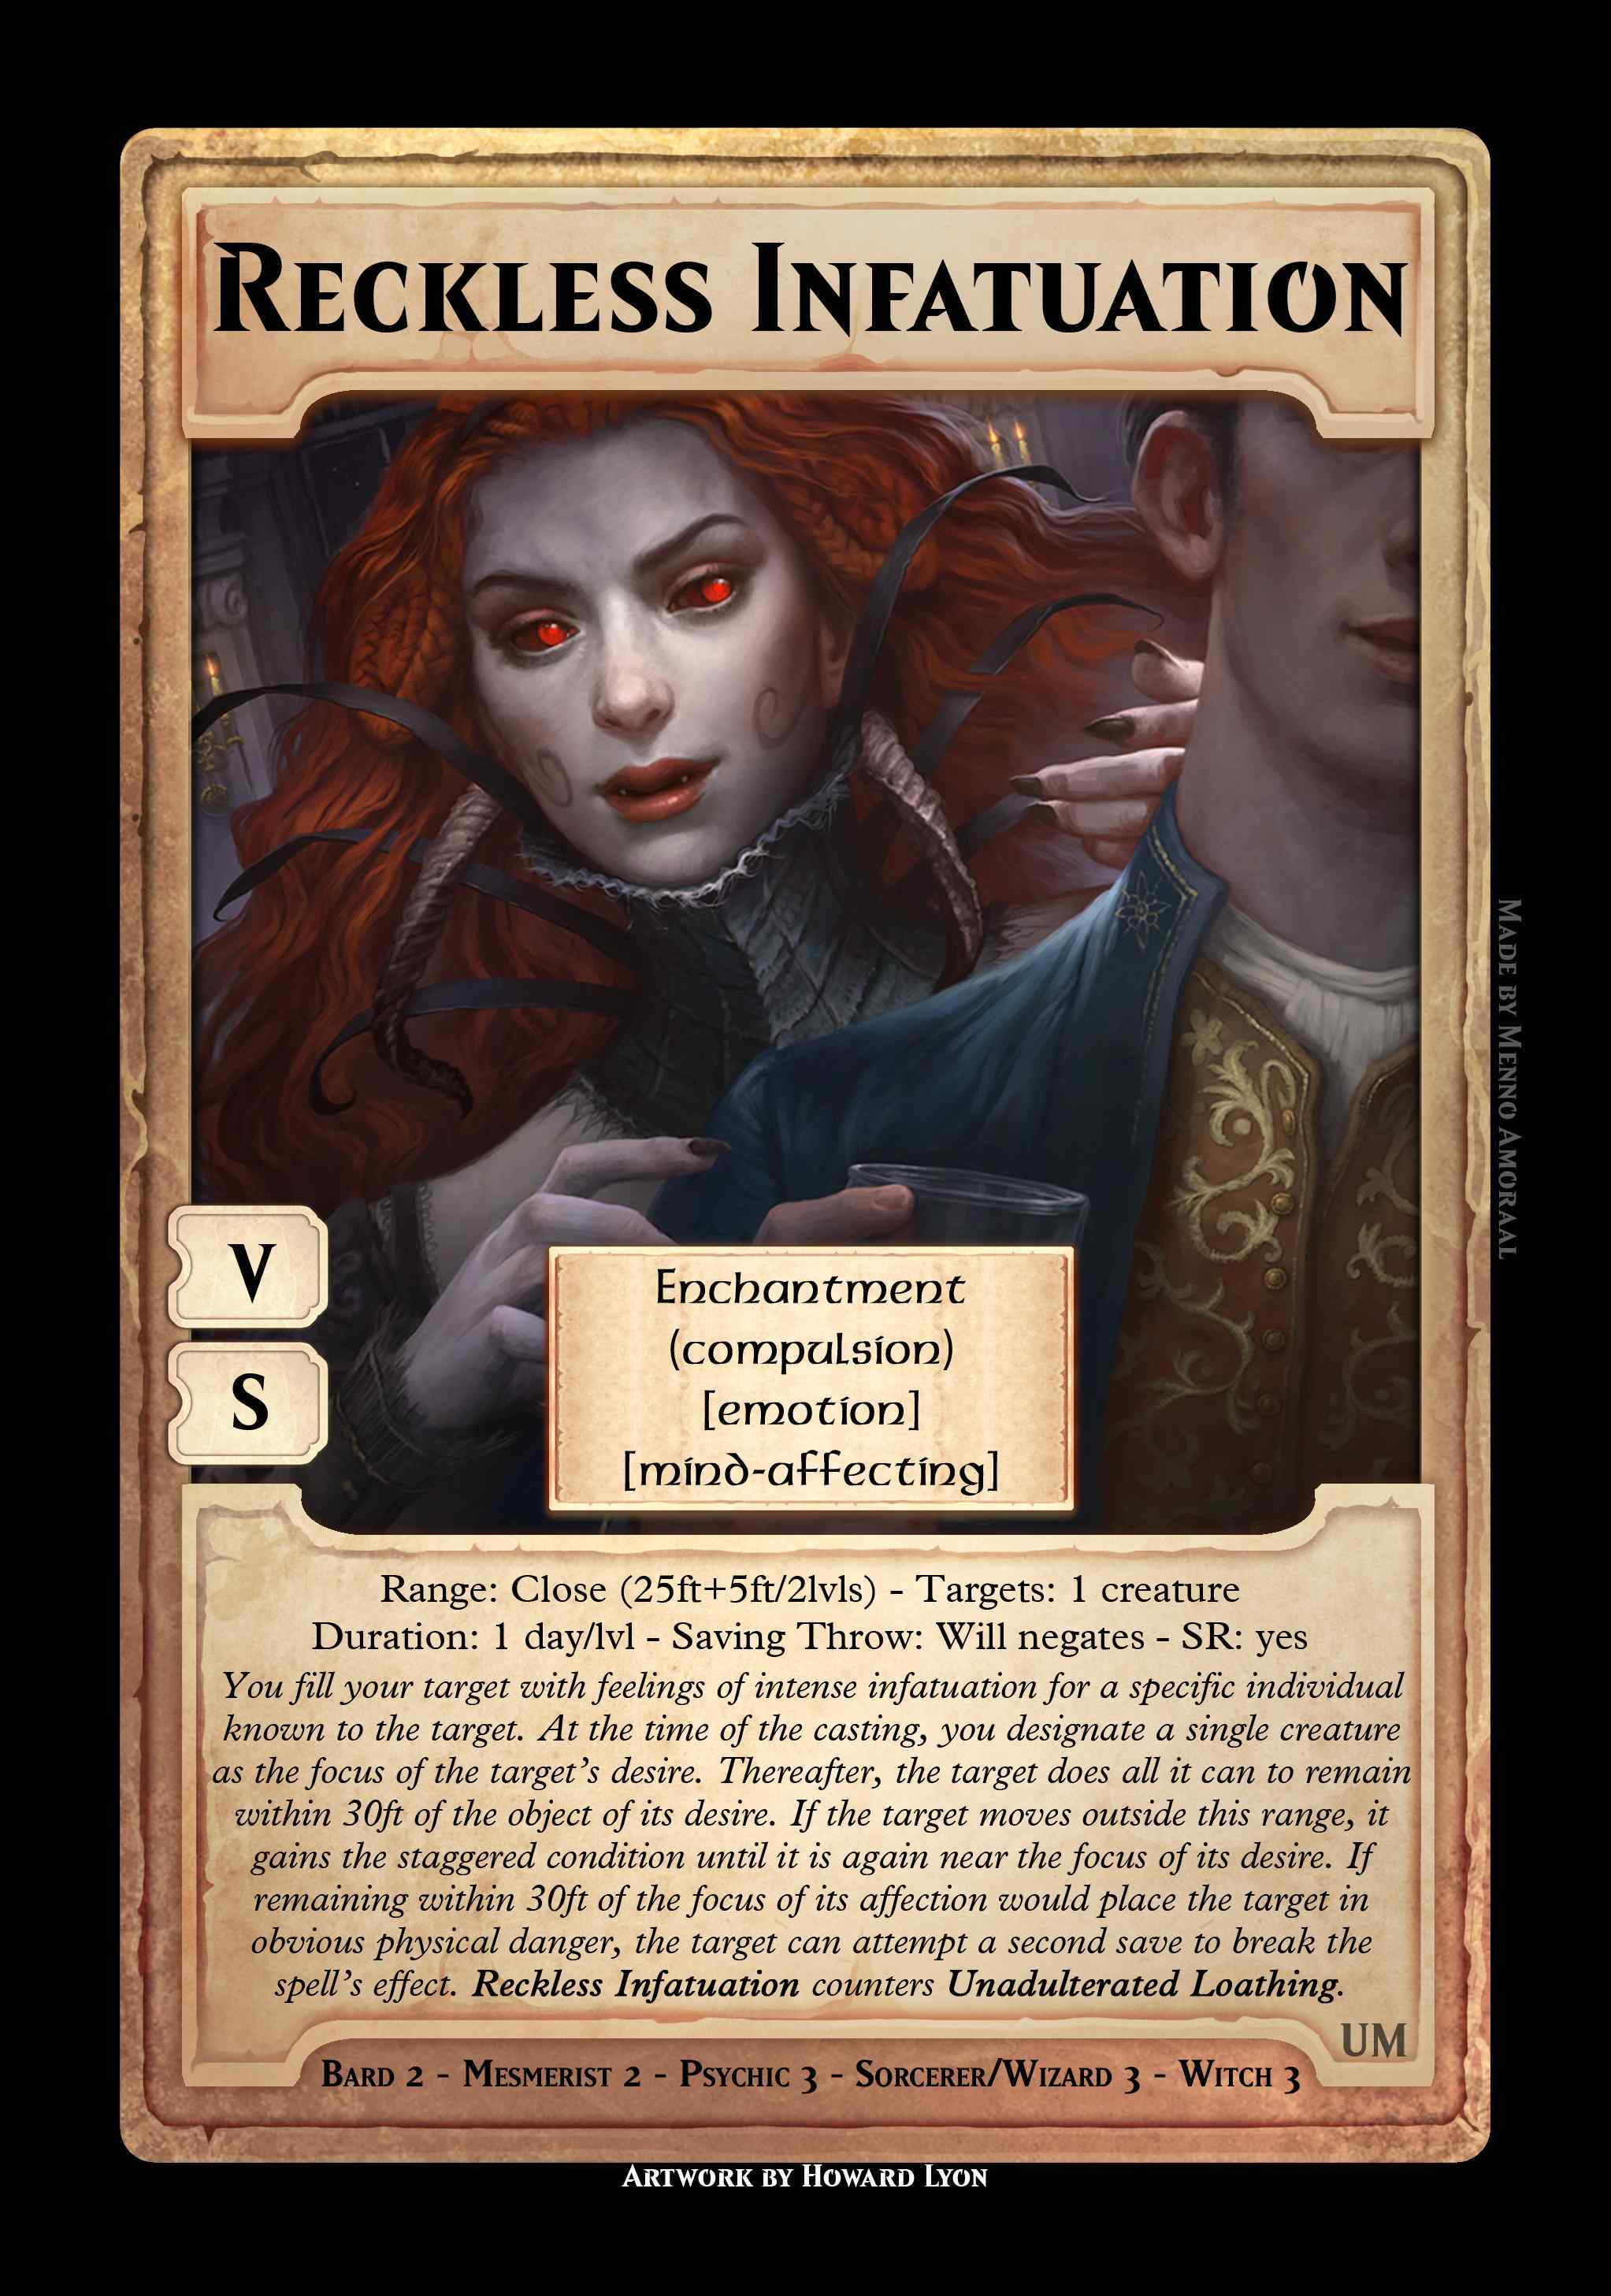 Reckless Infatuation
V
S
Enchantment
(compulsion)
[emotion]
[mind-affecting]
Range: Close (25ft+5ft/2lvls) - Targets: 1 creature
Duration: 1 day/lvl - Saving Throw: Will negates - SR: yes
You fill your target with feelings of intense infatuation for a specific individual
known to the target. At the time of the casting, you designate a single creature
as the focus of the target's desire. Thereafter, the target does all it can to remain
within 30ft of the object of its desire. If the target moves outside this range, it
gains the staggered condition until it is again near the focus of its desire. If
remaining within 30ft of the focus of its affection would place the target in
obvious physical danger, the target can attempt a second save to break the
spell's effect. Reckless Infatuation counters Unadulterated Loathing.
UM
Bard 2 - Mesmerist 2 - Psychic 3 - Sorcerer/Wizard 3 - Witch 3
Artwork by Howard Lyon
Made by Menno Amoraal